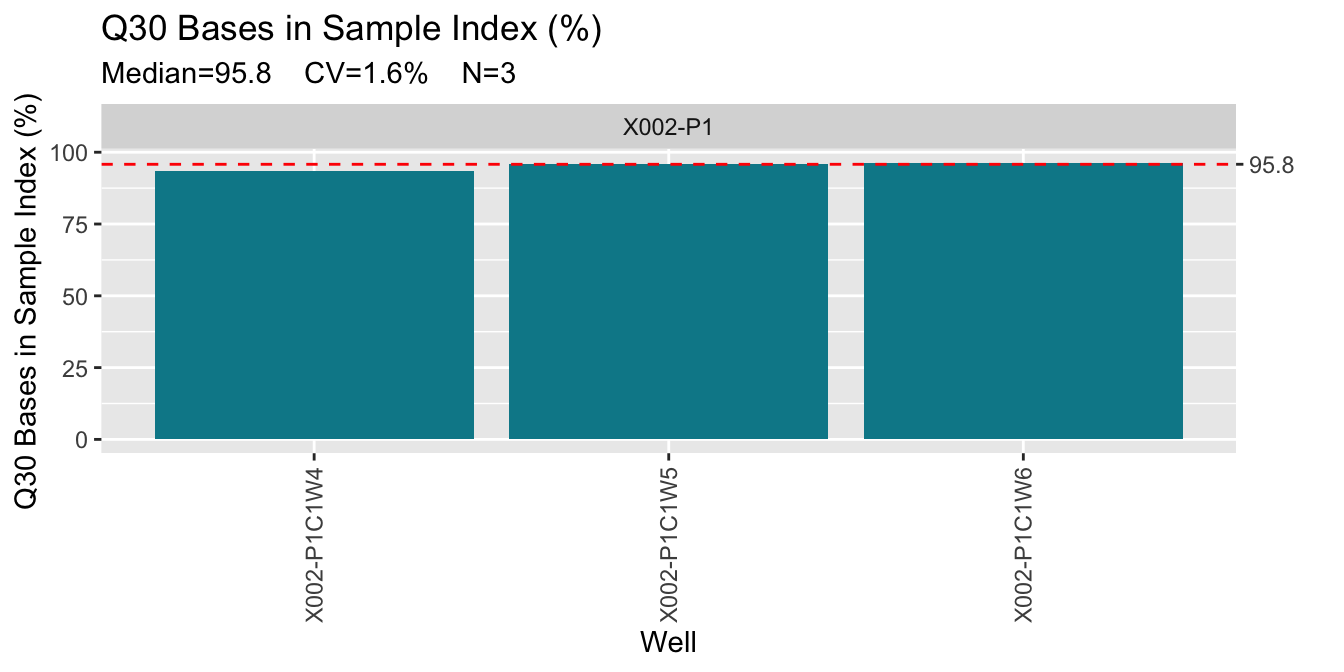 Q30 Bases in Sample Index (%)
Median=95.8 CV=1.6% N=3
X002-P1
Q30 Bases in Sample Index (%)
100
75
50
25
0
95.8
X002-P1C1W4
X002-P1C1W5
X002-P1C1W6
Well